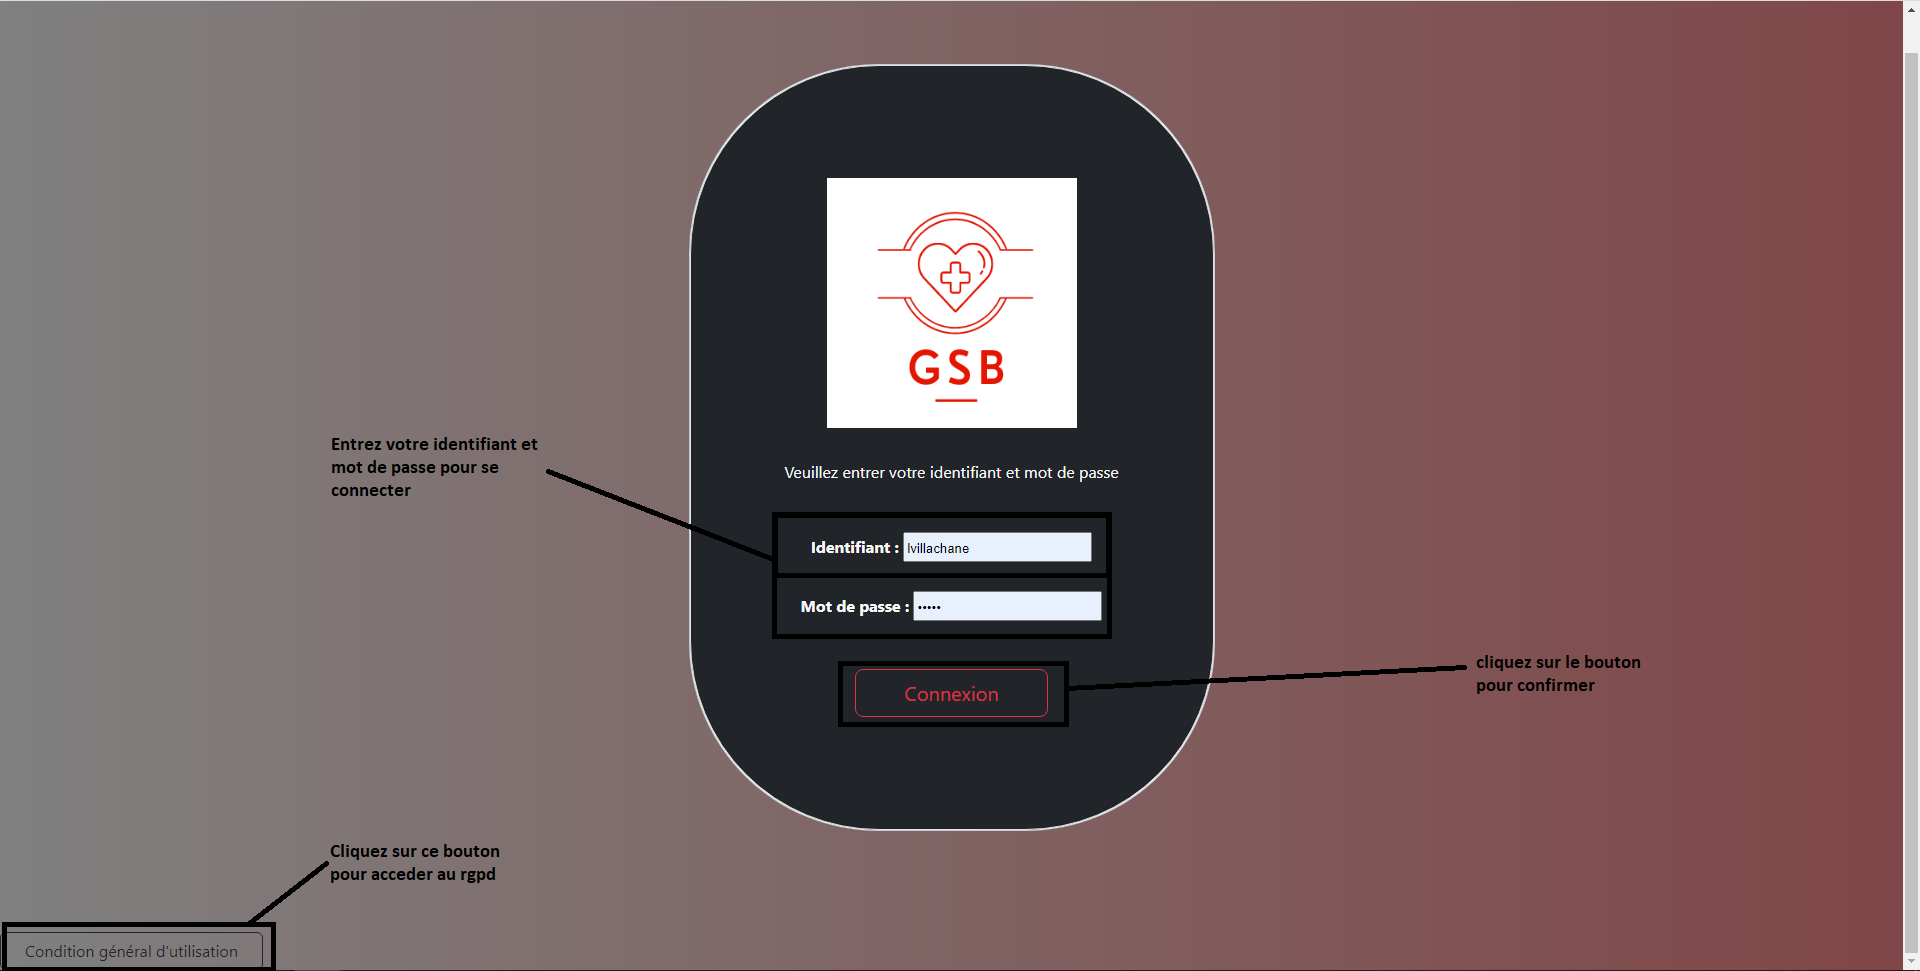 GSB
Entrez votre identifiant et
mot de passe pour se
connecter
Veuillez entrer votre identifiant et mot de passe
Identifiant : lvillachane
Mot de passe : •••••
Connexion
cliquez sur le bouton
pour confirmer
Cliquez sur ce bouton
pour acceder au rgpd
Condition général d'utilisation